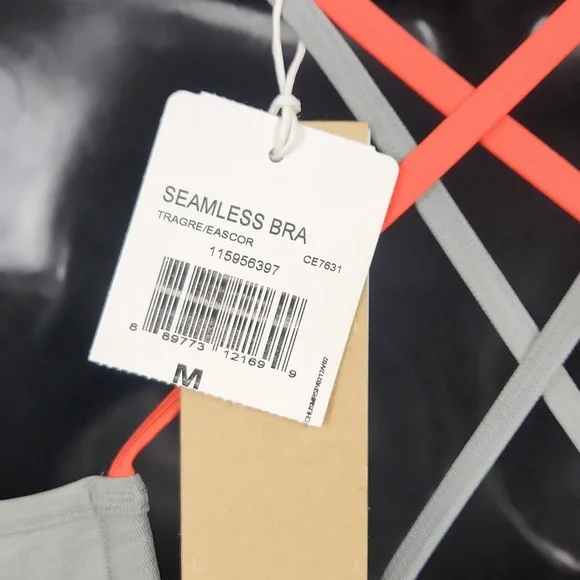 SEAMLESS BRA
TRAGRE/EASCOR
CE7631
115956397
8 89773 12169 9
M